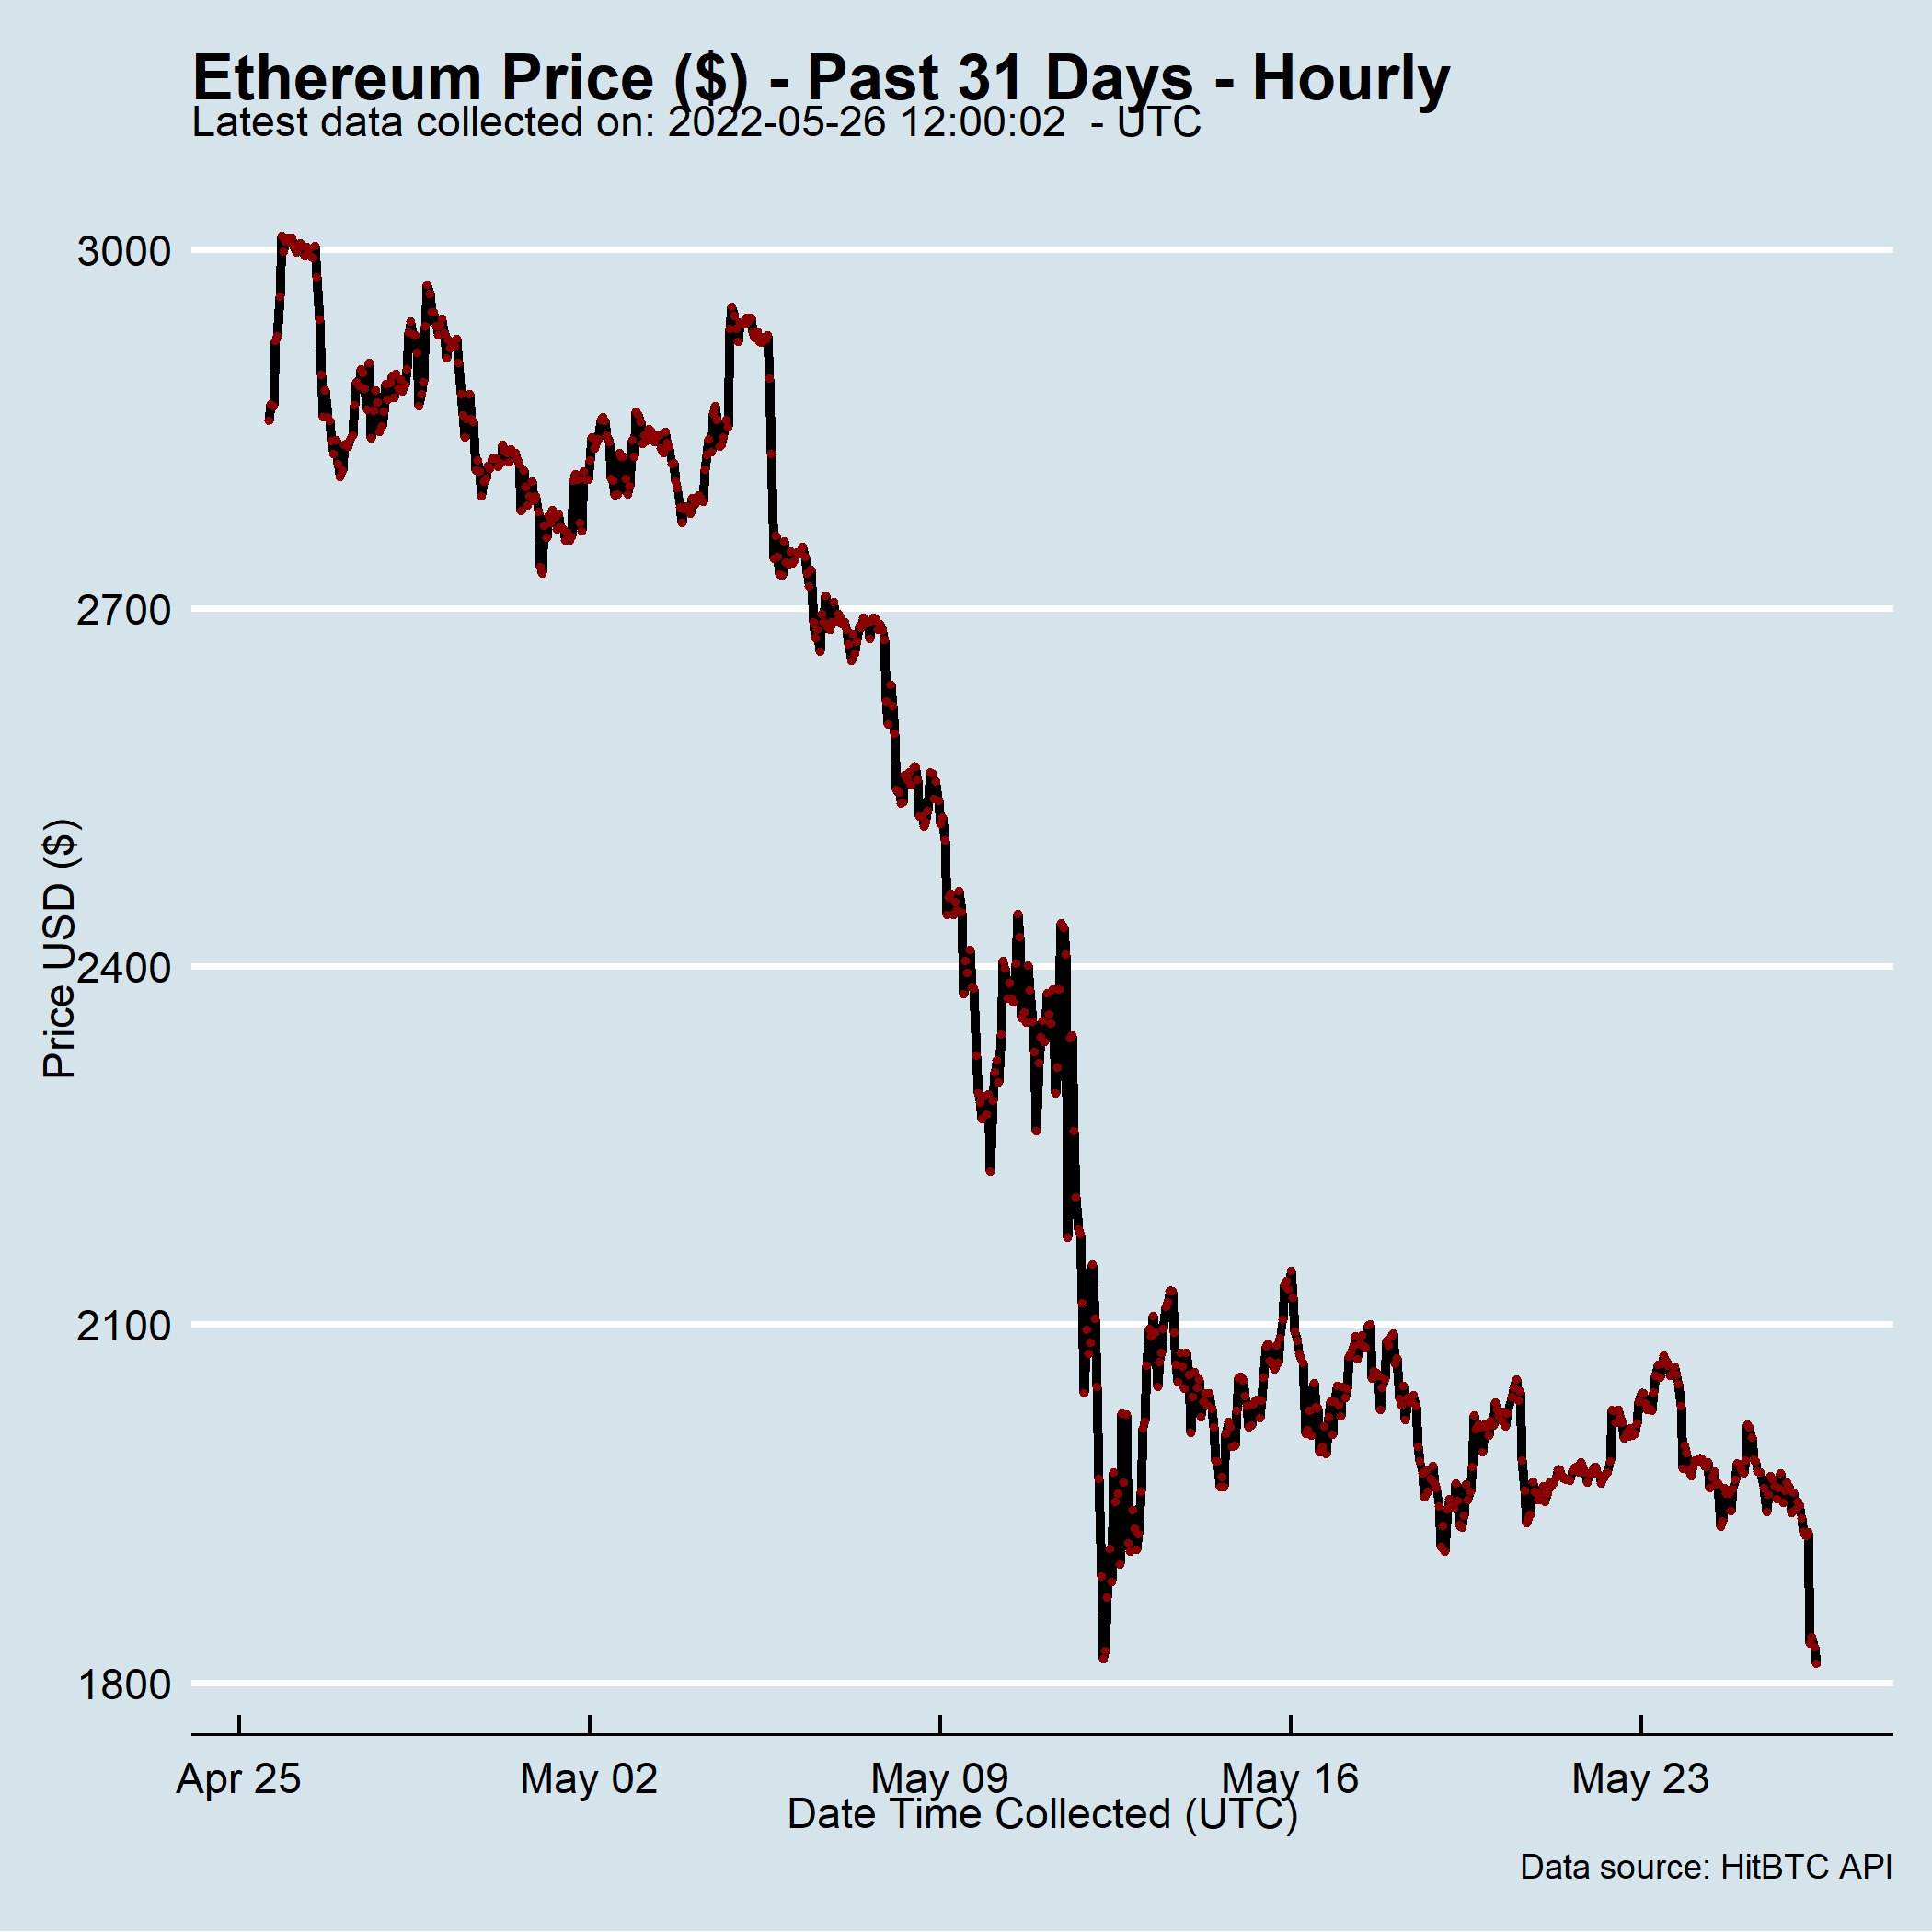 Ethereum Price ($) - Past 31 Days - Hourly
Latest data collected on: 2022-05-26 12:00:02  - UTC
Price USD ($)
3000
2700
2400
2100
1800
Apr 25
May 02
May 09
May 16
May 23
Date Time Collected (UTC)
Data source: HitBTC API